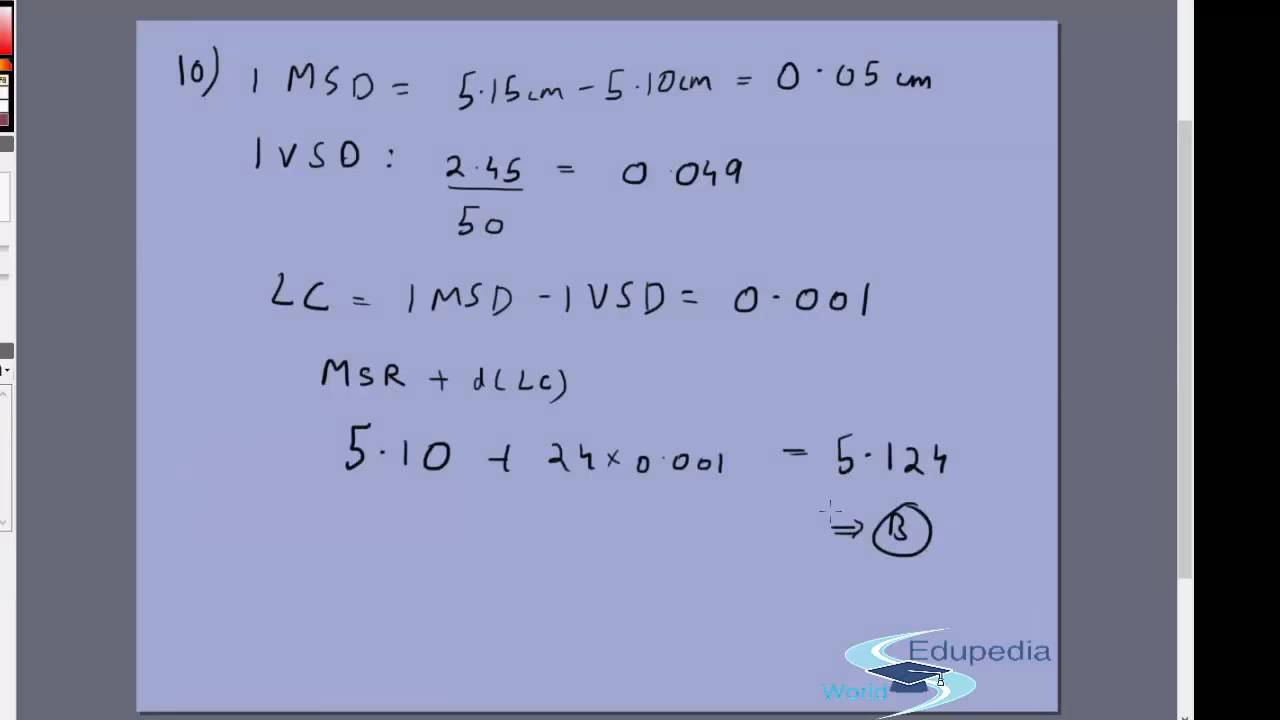 10) 1 MSD = 5.15cm - 5.10cm = 0.05 cm
1 VSD : 2.45 = 0.049
50
LC = 1 MSD - 1 VSD = 0.001
MSR + d(LC)
5.10 + 24 × 0.001 = 5.124
⇒ B
Edupedia
World